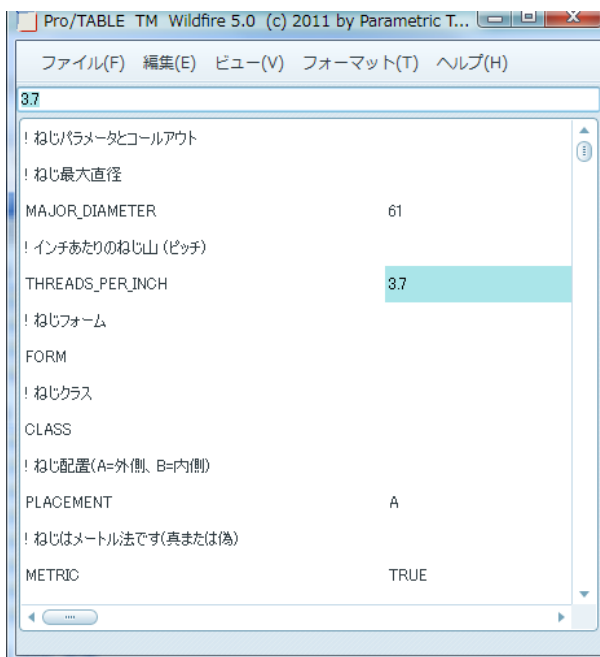 Pro/TABLE TM Wildfire 5.0 (c) 2011 by Parametric T...
ファイル(F) 編集(E) ビュー(V) フォーマット(T) ヘルプ(H)
3.7
! ねじパラメータとコールアウト
! ねじ最大直径
MAJOR_DIAMETER 61
! インチあたりのねじ山 (ピッチ)
THREADS_PER_INCH 3.7
! ねじフォーム
FORM
! ねじクラス
CLASS
! ねじ配置(A=外側、B=内側)
PLACEMENT A
! ねじはメートル法です(真または偽)
METRIC TRUE